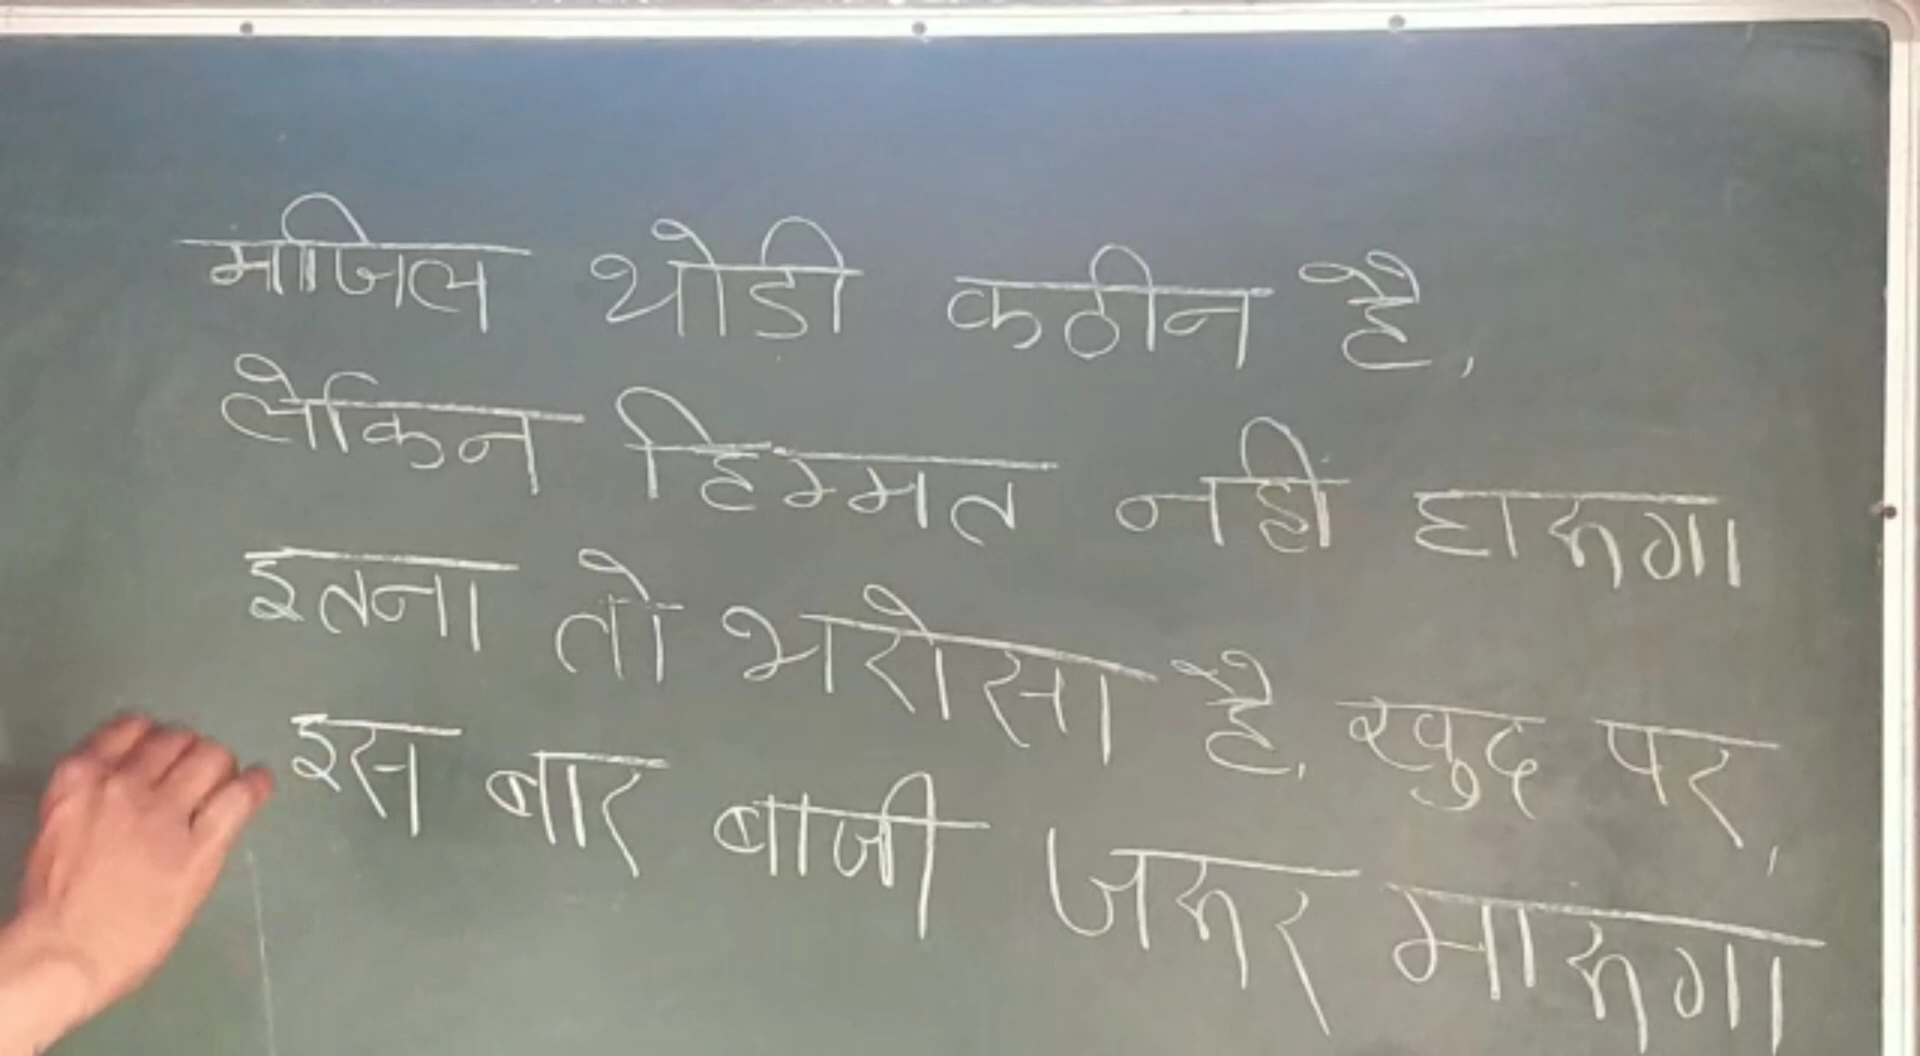 मंजिल थोड़ी कठीन है,
लेकिन हिम्मत नहीं हारूगा
इतना तो भरोसा है, खुद पर,
इस बार बाजी जरूर मारूगा